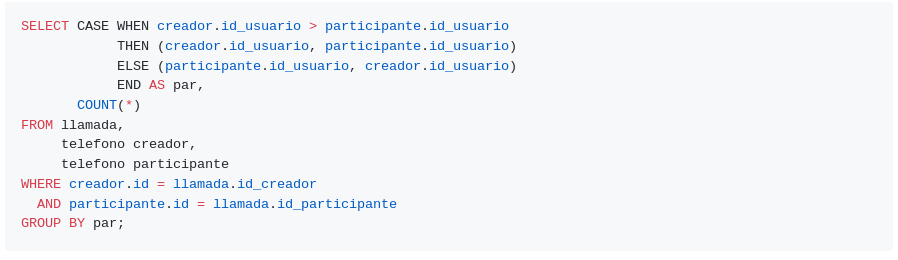 SELECT CASE WHEN creador.id_usuario > participante.id_usuario
            THEN (creador.id_usuario, participante.id_usuario)
            ELSE (participante.id_usuario, creador.id_usuario)
            END AS par,
       COUNT(*)
FROM llamada,
     telefono creador,
     telefono participante
WHERE creador.id = llamada.id_creador
  AND participante.id = llamada.id_participante
GROUP BY par;